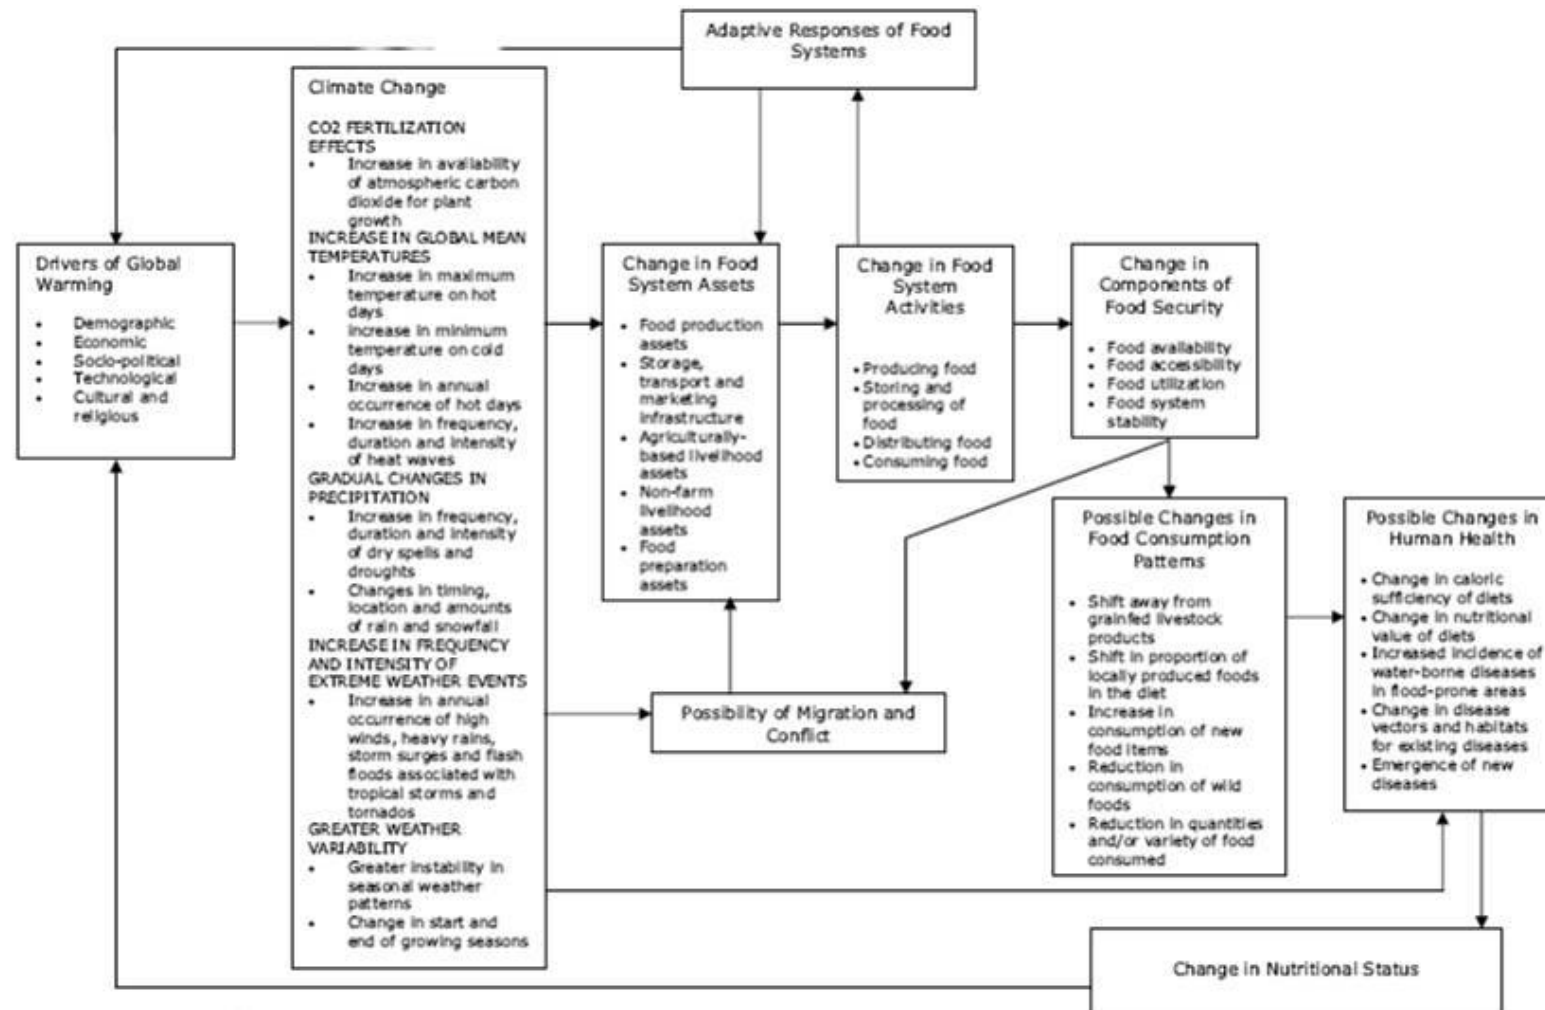 Adaptive Responses of Food
Systems
Climate Change
CO2 FERTILIZATION
EFFECTS
• Increase in availability
of atmospheric carbon
dioxide for plant
growth
INCREASE IN GLOBAL MEAN
TEMPERATURES
• Increase in maximum
temperature on hot
days
• Increase in minimum
temperature on cold
days
• Increase in annual
occurrence of hot days
• Increase in frequency,
duration and intensity
of heat waves
GRADUAL CHANGES IN
PRECIPITATION
• Increase in frequency,
duration and intensity
of dry spells and
droughts
• Changes in timing,
location and amounts
of rain and snowfall
INCREASE IN FREQUENCY
AND INTENSITY OF
EXTREME WEATHER EVENTS
• Increase in annual
occurrence of high
winds, heavy rains,
storm surges and flash
floods associated with
tropical storms and
tornados
GREATER WEATHER
VARIABILITY
• Greater instability in
seasonal weather
patterns
• Change in start and
end of growing seasons
Drivers of Global
Warming
• Demographic
• Economic
• Socio-political
• Technological
• Cultural and
religious
Change in Food
System Assets
• Food production
assets
• Storage,
transport and
marketing
infrastructure
• Agriculturally-
based livelihood
assets
• Non-farm
livelihood
assets
• Food
preparation
assets
Change in Food
System
Activities
• Producing food
• Storing and
processing of
food
• Distributing food
• Consuming food
Change in
Components of
Food Security
• Food availability
• Food accessibility
• Food utilization
• Food system
stability
Possible Changes in
Food Consumption
Patterns
• Shift away from
grainfed livestock
products
• Shift in proportion of
locally produced foods
in the diet
• Increase in
consumption of new
food items
• Reduction in
consumption of wild
foods
• Reduction in quantities
and/or variety of food
consumed
Possible Changes in
Human Health
• Change in caloric
sufficiency of diets
• Change in nutritional
value of diets
• Increased incidence of
water-borne diseases
in flood-prone areas
• Change in disease
vectors and habitats
for existing diseases
• Emergence of new
diseases
Possibility of Migration and
Conflict
Change in Nutritional Status